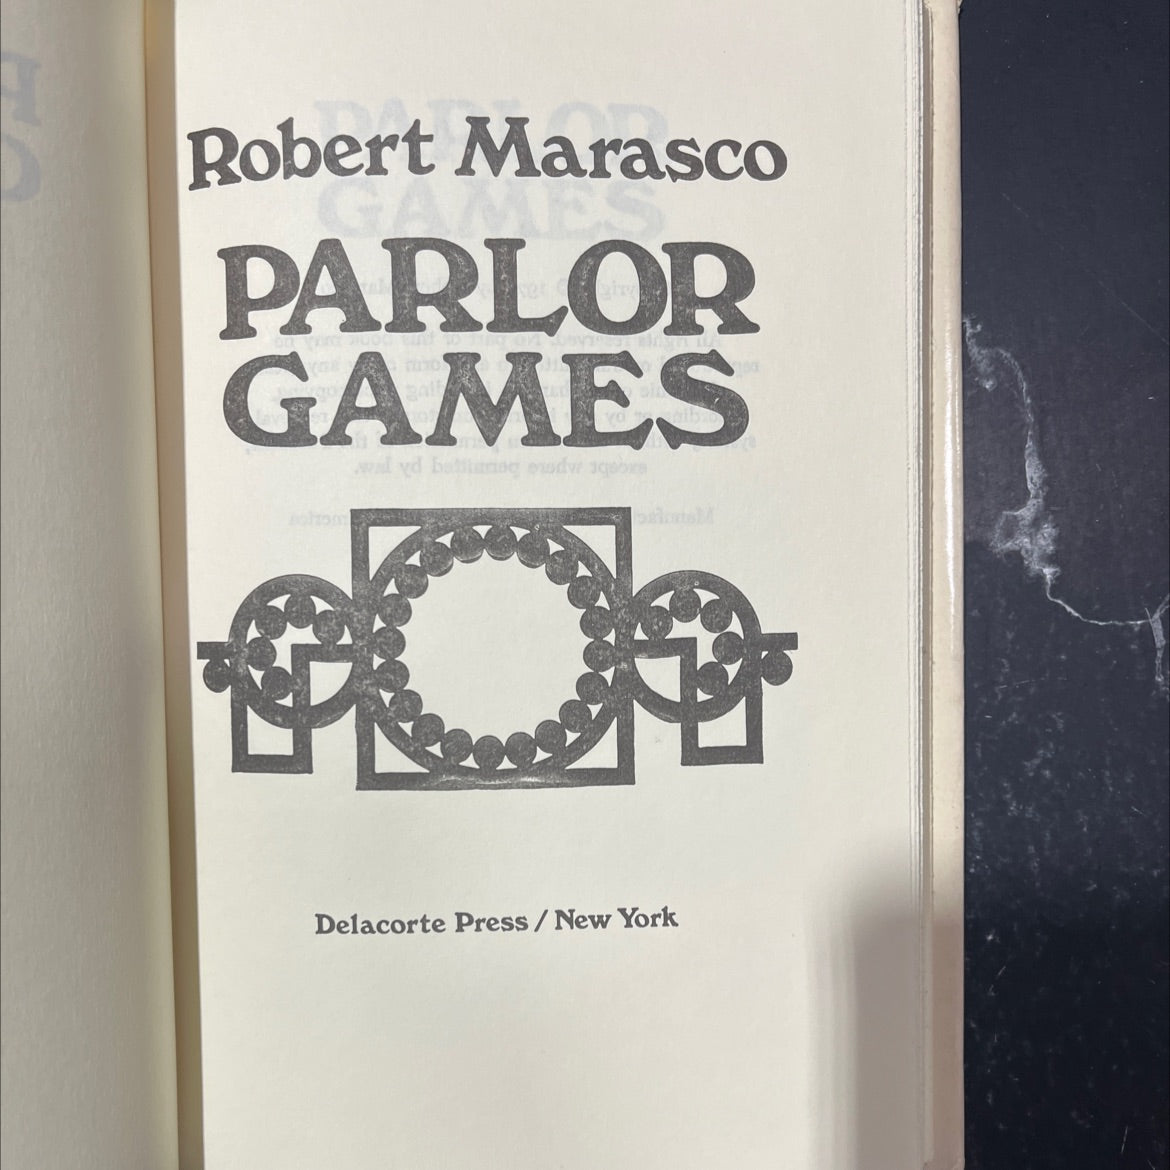 Robert Marasco
PARLOR
GAMES
Delacorte Press / New York